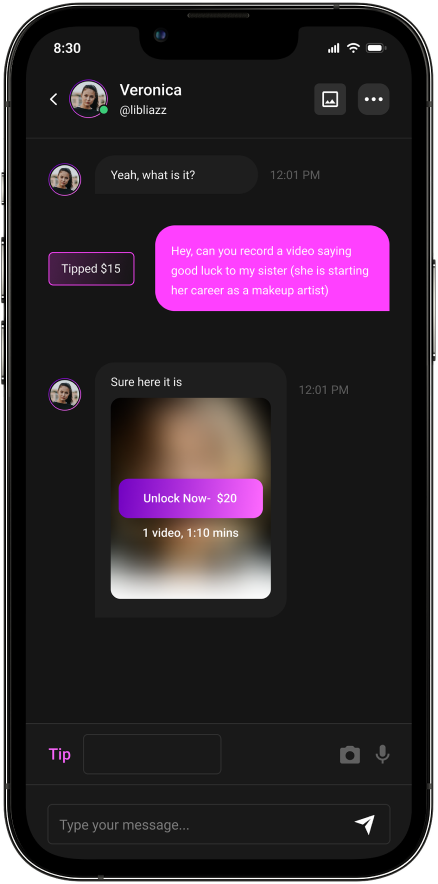 8:30
Veronica
@libliazz
Yeah, what is it?
12:01 PM
Tipped $15
Hey, can you record a video saying
good luck to my sister (she is starting
her career as a makeup artist)
Sure here it is
12:01 PM
Unlock Now- $20
1 video, 1:10 mins
Tip
Type your message...